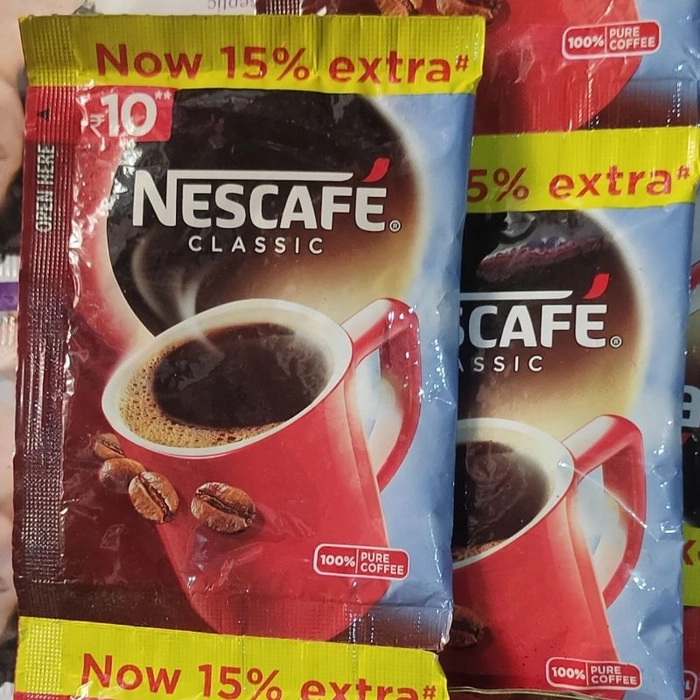 100% PURE COFFEE
Now 15% extra#
₹10**
OPEN HERE
NESCAFÉ®
CLASSIC
100% PURE COFFEE
5% extra#
SCAFÉ®
ASSIC
100% PURE COFFEE
Now 15% extra#